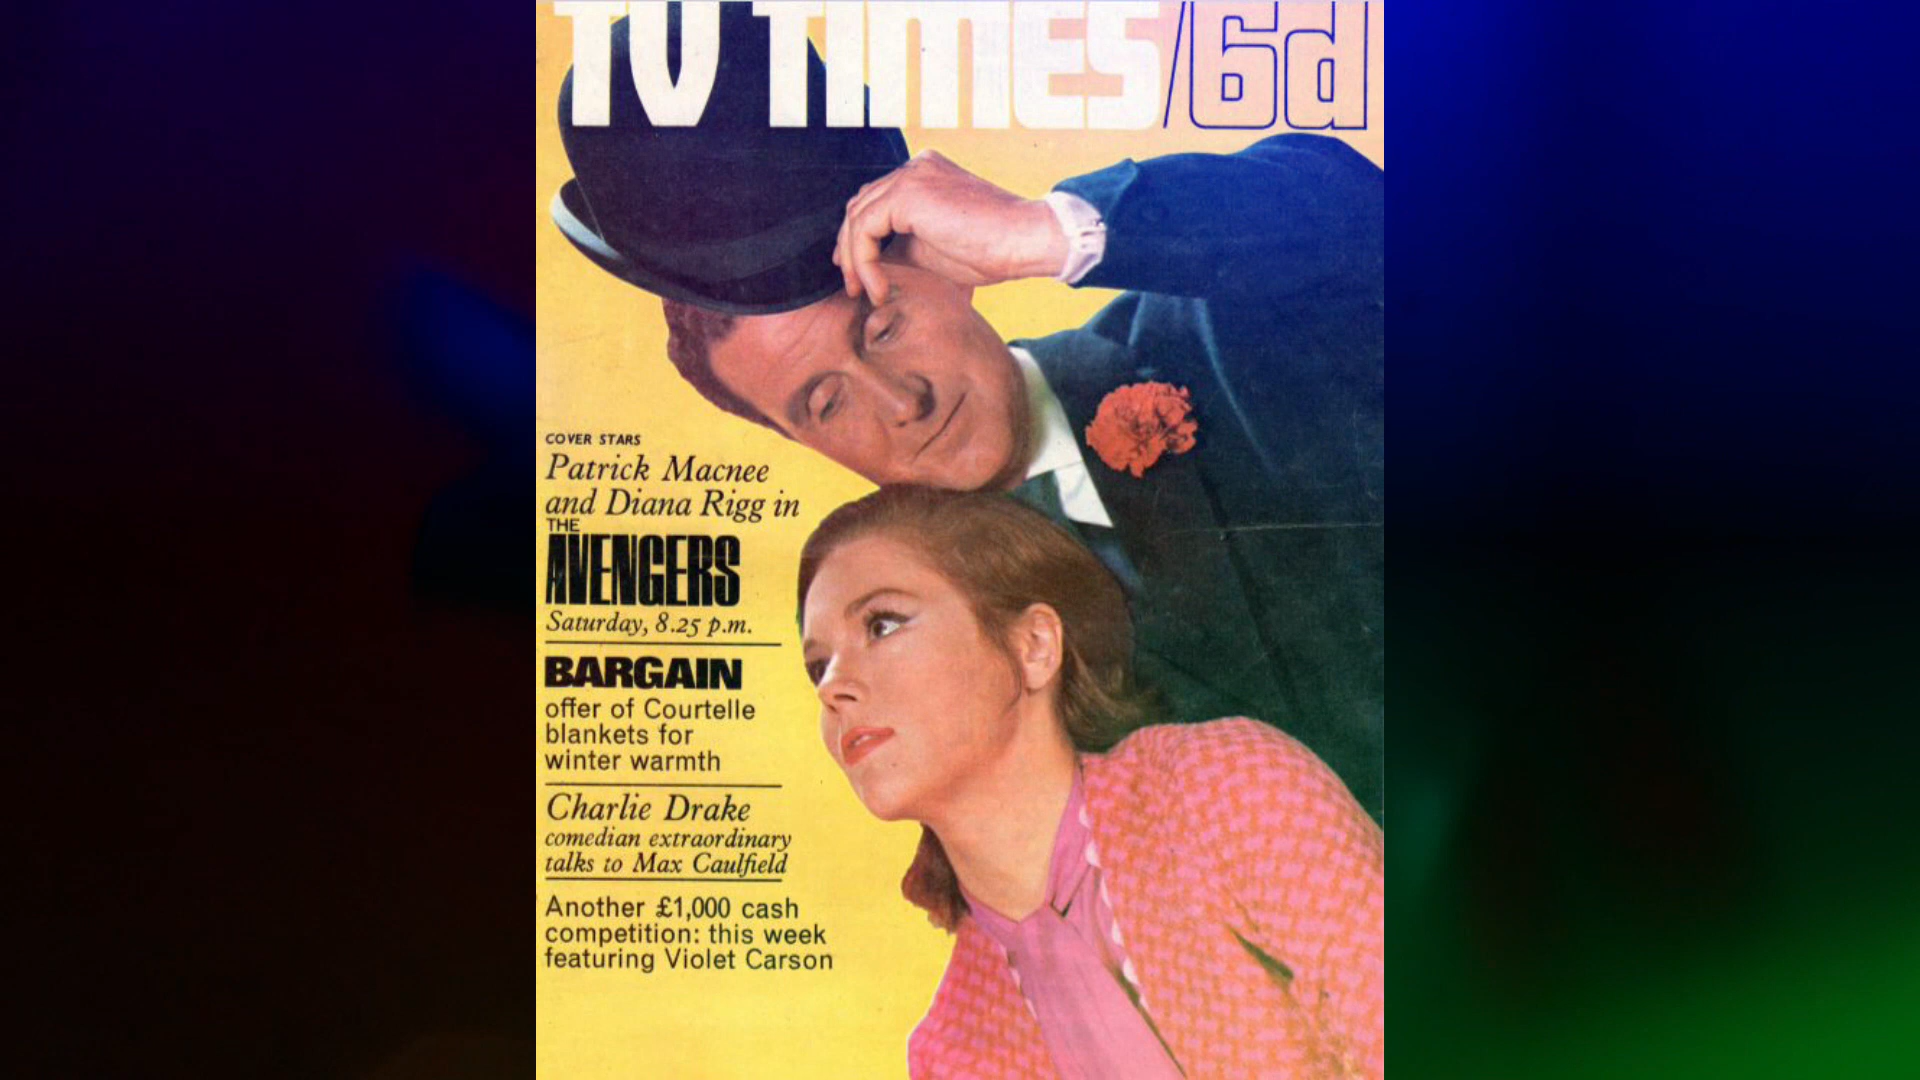 TV TIMES/6d
COVER STARS
Patrick Macnee
and Diana Rigg in
THE
AVENGERS
Saturday, 8.25 p.m.
BARGAIN
offer of Courtelle
blankets for
winter warmth
Charlie Drake
comedian extraordinary
talks to Max Caulfield
Another £1,000 cash
competition: this week
featuring Violet Carson